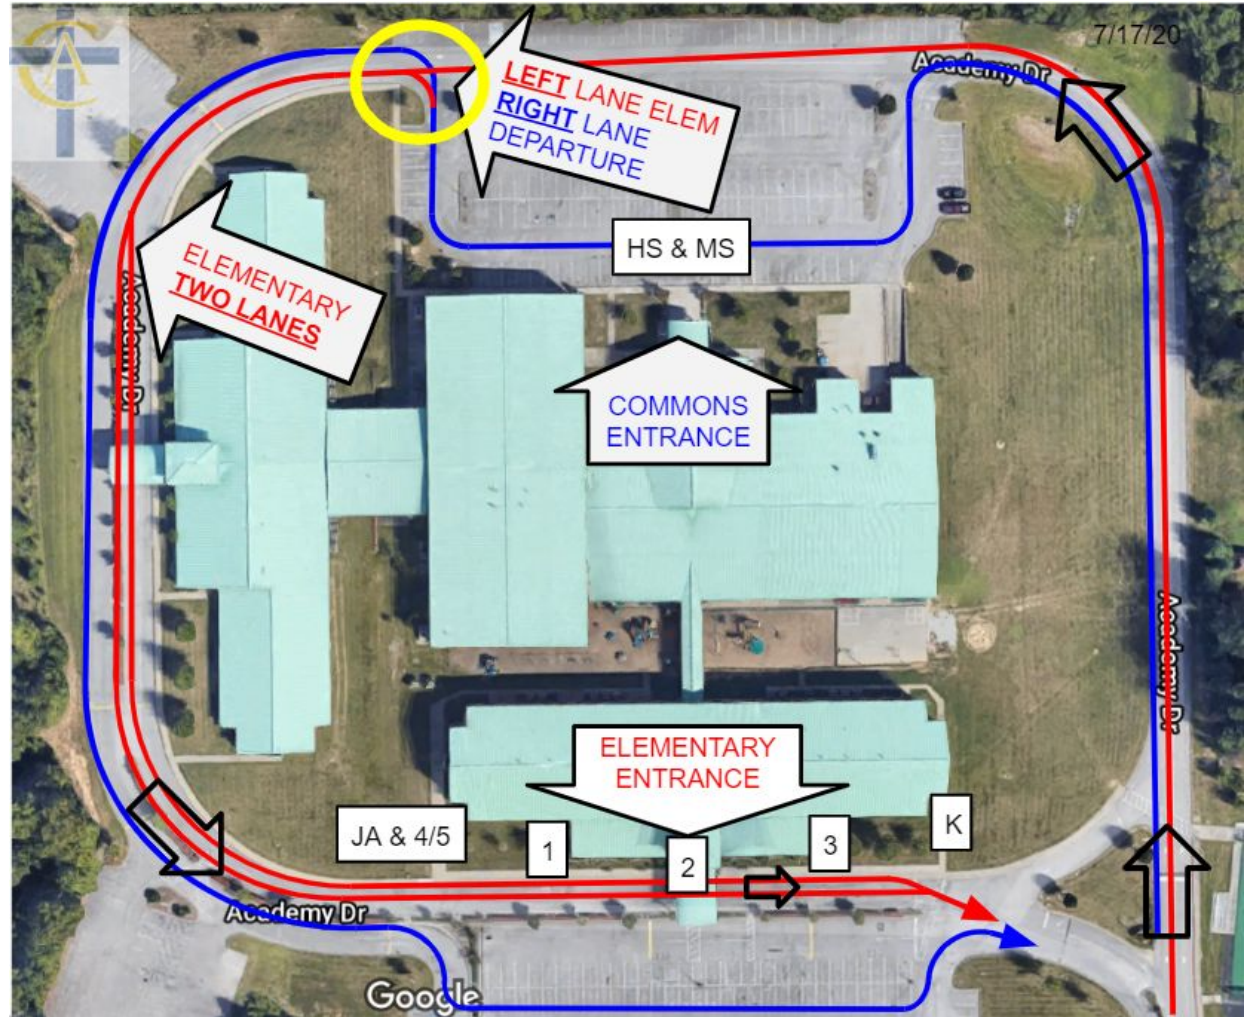 7/17/20
Academy Dr
LEFT LANE ELEM
RIGHT LANE
DEPARTURE
HS & MS
ELEMENTARY
TWO LANES
Academy Dr
COMMONS
ENTRANCE
Academy Dr
ELEMENTARY
ENTRANCE
JA & 4/5
1
2
3
K
Academy Dr
Google